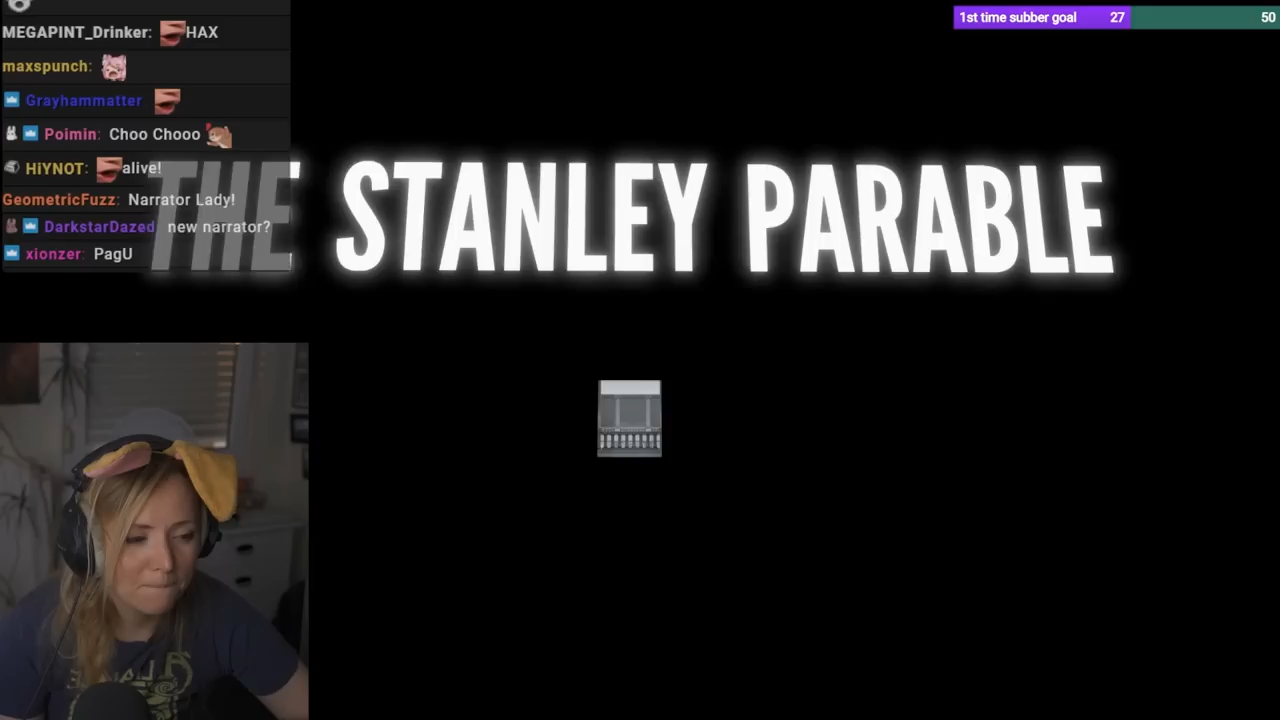 MEGAPINT_Drinker: HAX
maxspunch:
Grayhammatter
Poimin: Choo Chooo
HiYNOT: alive!
GeometricFuzz: Narrator Lady!
DarkstarDazed new narrator?
xionzer: PagU
1st time subber goal 27 50
THE STANLEY PARABLE